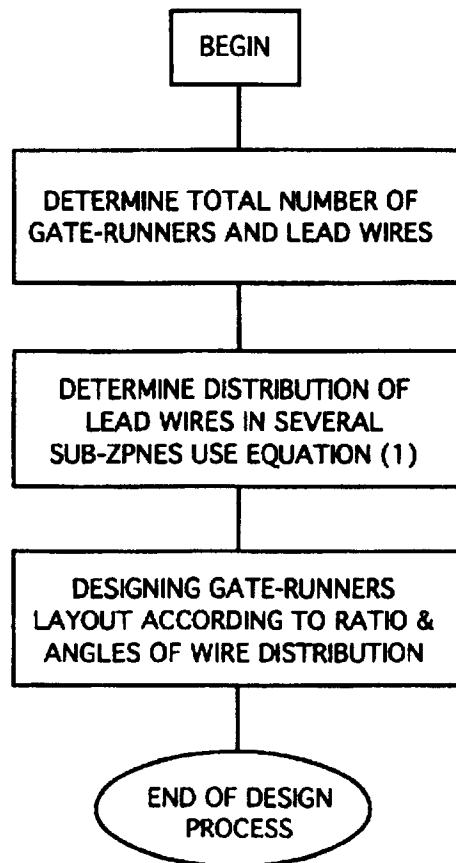 BEGIN
DETERMINE TOTAL NUMBER OF
GATE-RUNNERS AND LEAD WIRES
DETERMINE DISTRIBUTION OF
LEAD WIRES IN SEVERAL
SUB-ZPNES USE EQUATION (1)
DESIGNING GATE-RUNNERS
LAYOUT ACCORDING TO RATIO &
ANGLES OF WIRE DISTRIBUTION
END OF DESIGN
PROCESS